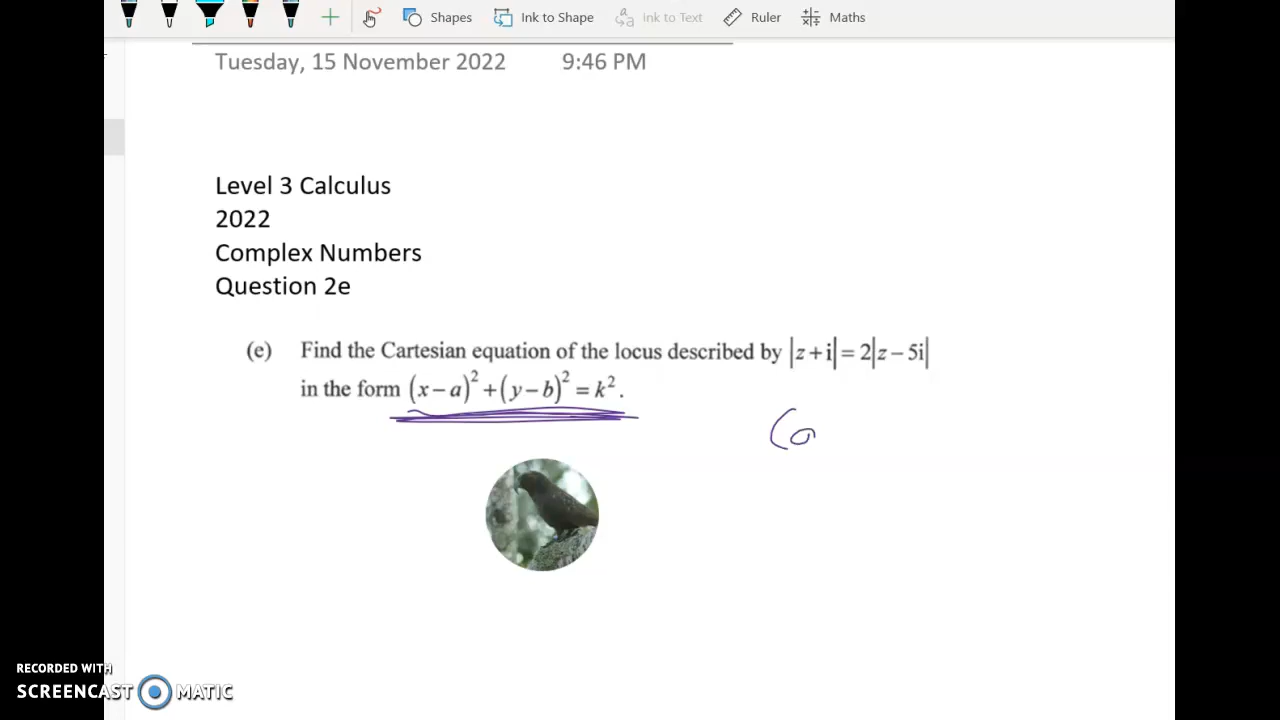 Shapes Ink to Shape Ink to Text Ruler Maths
Tuesday, 15 November 2022 9:46 PM
Level 3 Calculus
2022
Complex Numbers
Question 2e
(e) Find the Cartesian equation of the locus described by |z + i| = 2|z − 5i|
in the form (x − a)² + (y − b)² = k².
RECORDED WITH
SCREENCAST MATIC